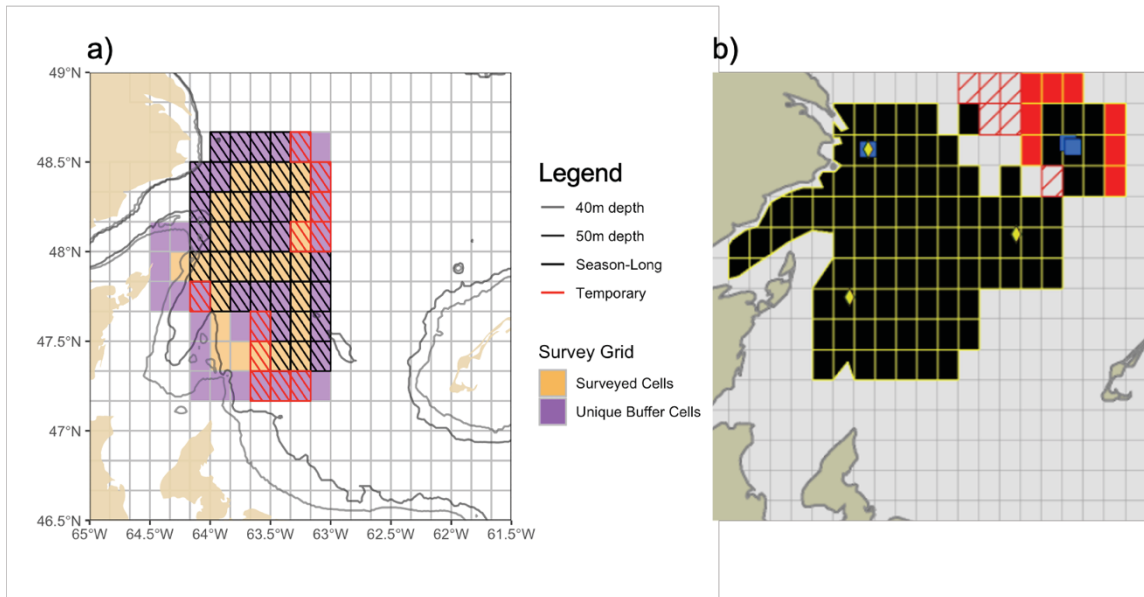 a)
b)
49°N
48.5°N
48°N
47.5°N
47°N
46.5°N
65°W 64.5°W 64°W 63.5°W 63°W 62.5°W 62°W 61.5°W
Legend
40m depth
50m depth
Season-Long
Temporary
Survey Grid
Surveyed Cells
Unique Buffer Cells